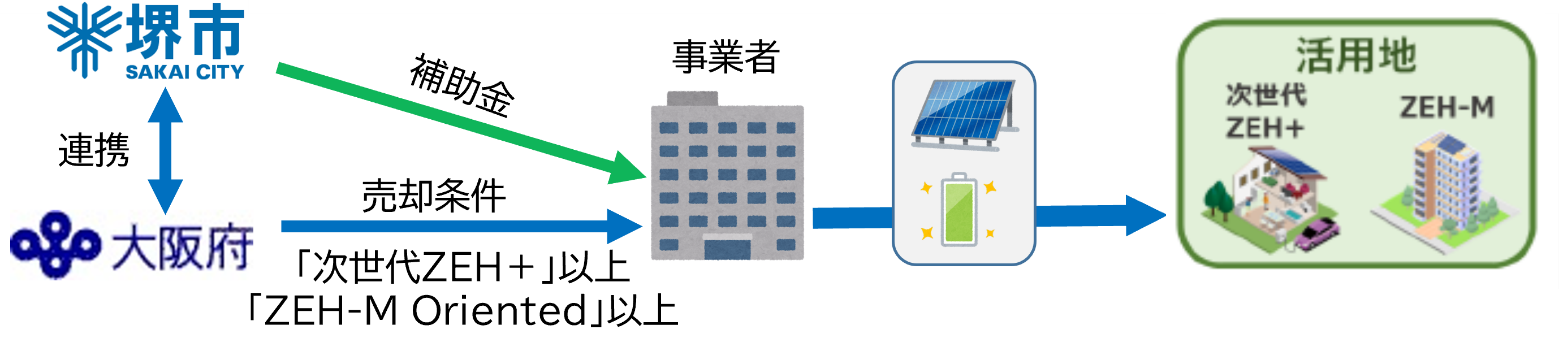 堺市
SAKAI CITY
連携
大阪府
補助金
売却条件
「次世代ZEH＋」以上
「ZEH-M Oriented」以上
事業者
活用地
次世代
ZEH＋
ZEH-M